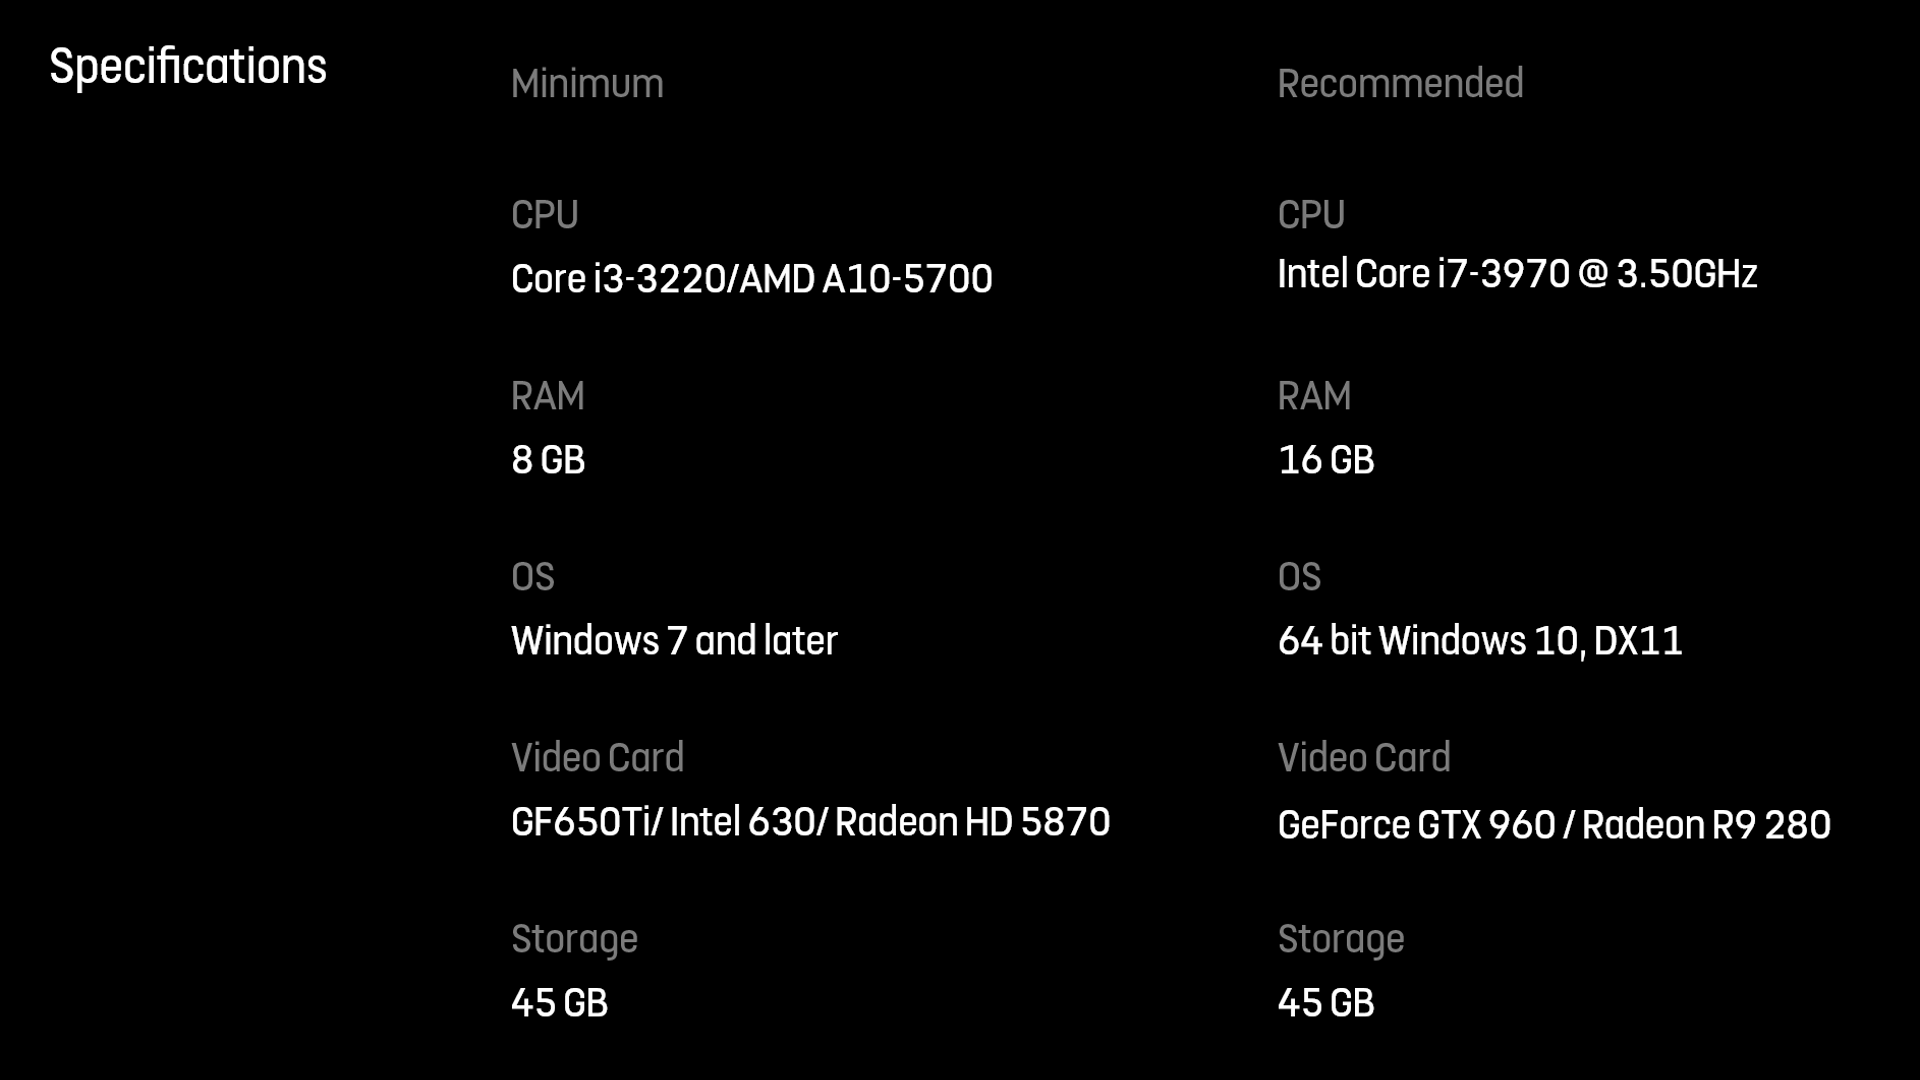 Specifications
Minimum
CPU
Core i3-3220/AMD A10-5700
RAM
8 GB
OS
Windows 7 and later
Video Card
GF650Ti/ Intel 630/ Radeon HD 5870
Storage
45 GB
Recommended
CPU
Intel Core i7-3970 @ 3.50GHz
RAM
16 GB
OS
64 bit Windows 10, DX11
Video Card
GeForce GTX 960 / Radeon R9 280
Storage
45 GB